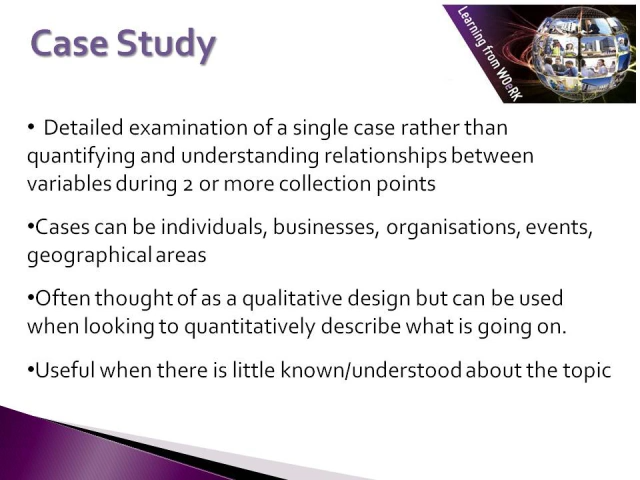 Case Study
Learning from WOeRK
• Detailed examination of a single case rather than
quantifying and understanding relationships between
variables during 2 or more collection points
•Cases can be individuals, businesses, organisations, events,
geographical areas
•Often thought of as a qualitative design but can be used
when looking to quantitatively describe what is going on.
•Useful when there is little known/understood about the topic